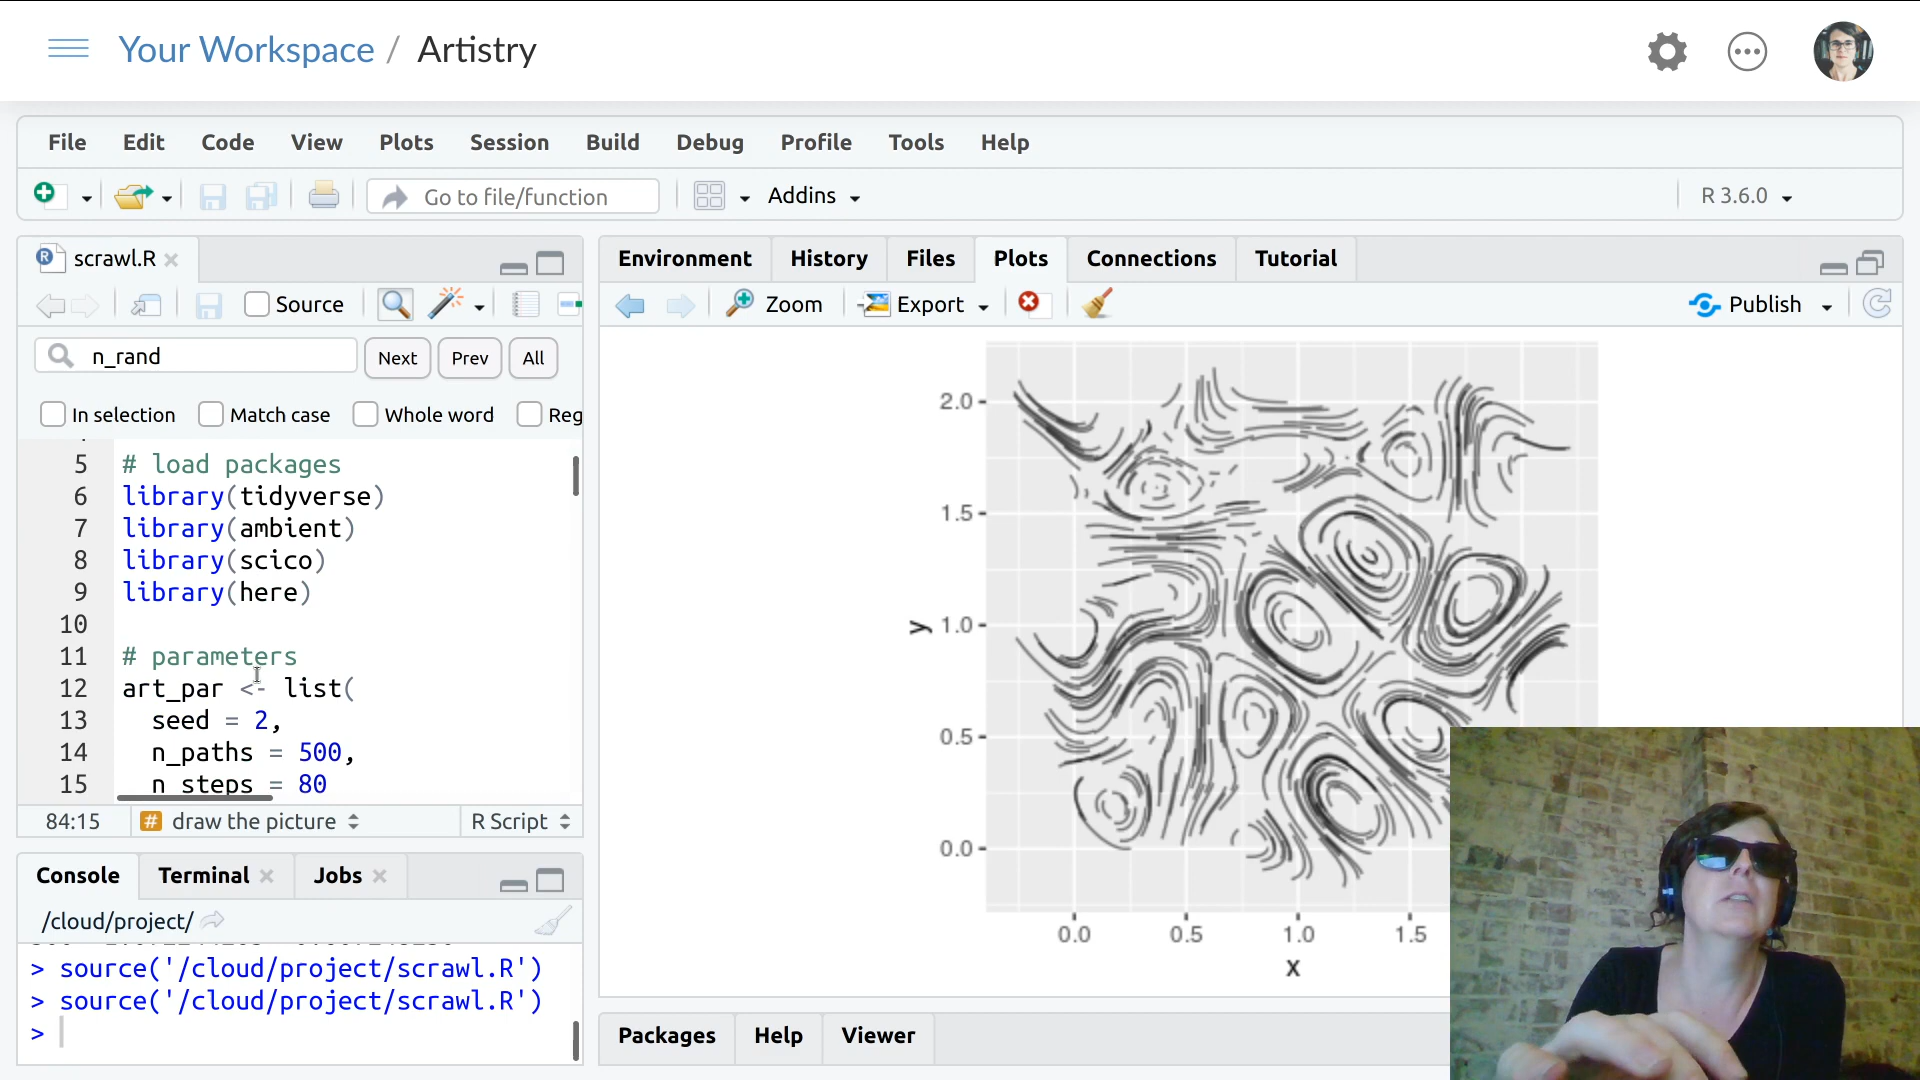 Your Workspace / Artistry
File Edit Code View Plots Session Build Debug Profile Tools Help
Go to file/function Addins R 3.6.0
scrawl.R
Source
n_rand Next Prev All
In selection Match case Whole word Reg
5 # load packages
6 library(tidyverse)
7 library(ambient)
8 library(scico)
9 library(here)
10
11 # parameters
12 art_par <- list(
13 seed = 2,
14 n_paths = 500,
15 n_steps = 80
84:15 # draw the picture R Script
Console Terminal Jobs
/cloud/project/
> source('/cloud/project/scrawl.R')
> source('/cloud/project/scrawl.R')
>
Environment History Files Plots Connections Tutorial
Zoom Export Publish
2.0
1.5
y 1.0
0.5
0.0
0.0 0.5 1.0 1.5
x
Packages Help Viewer